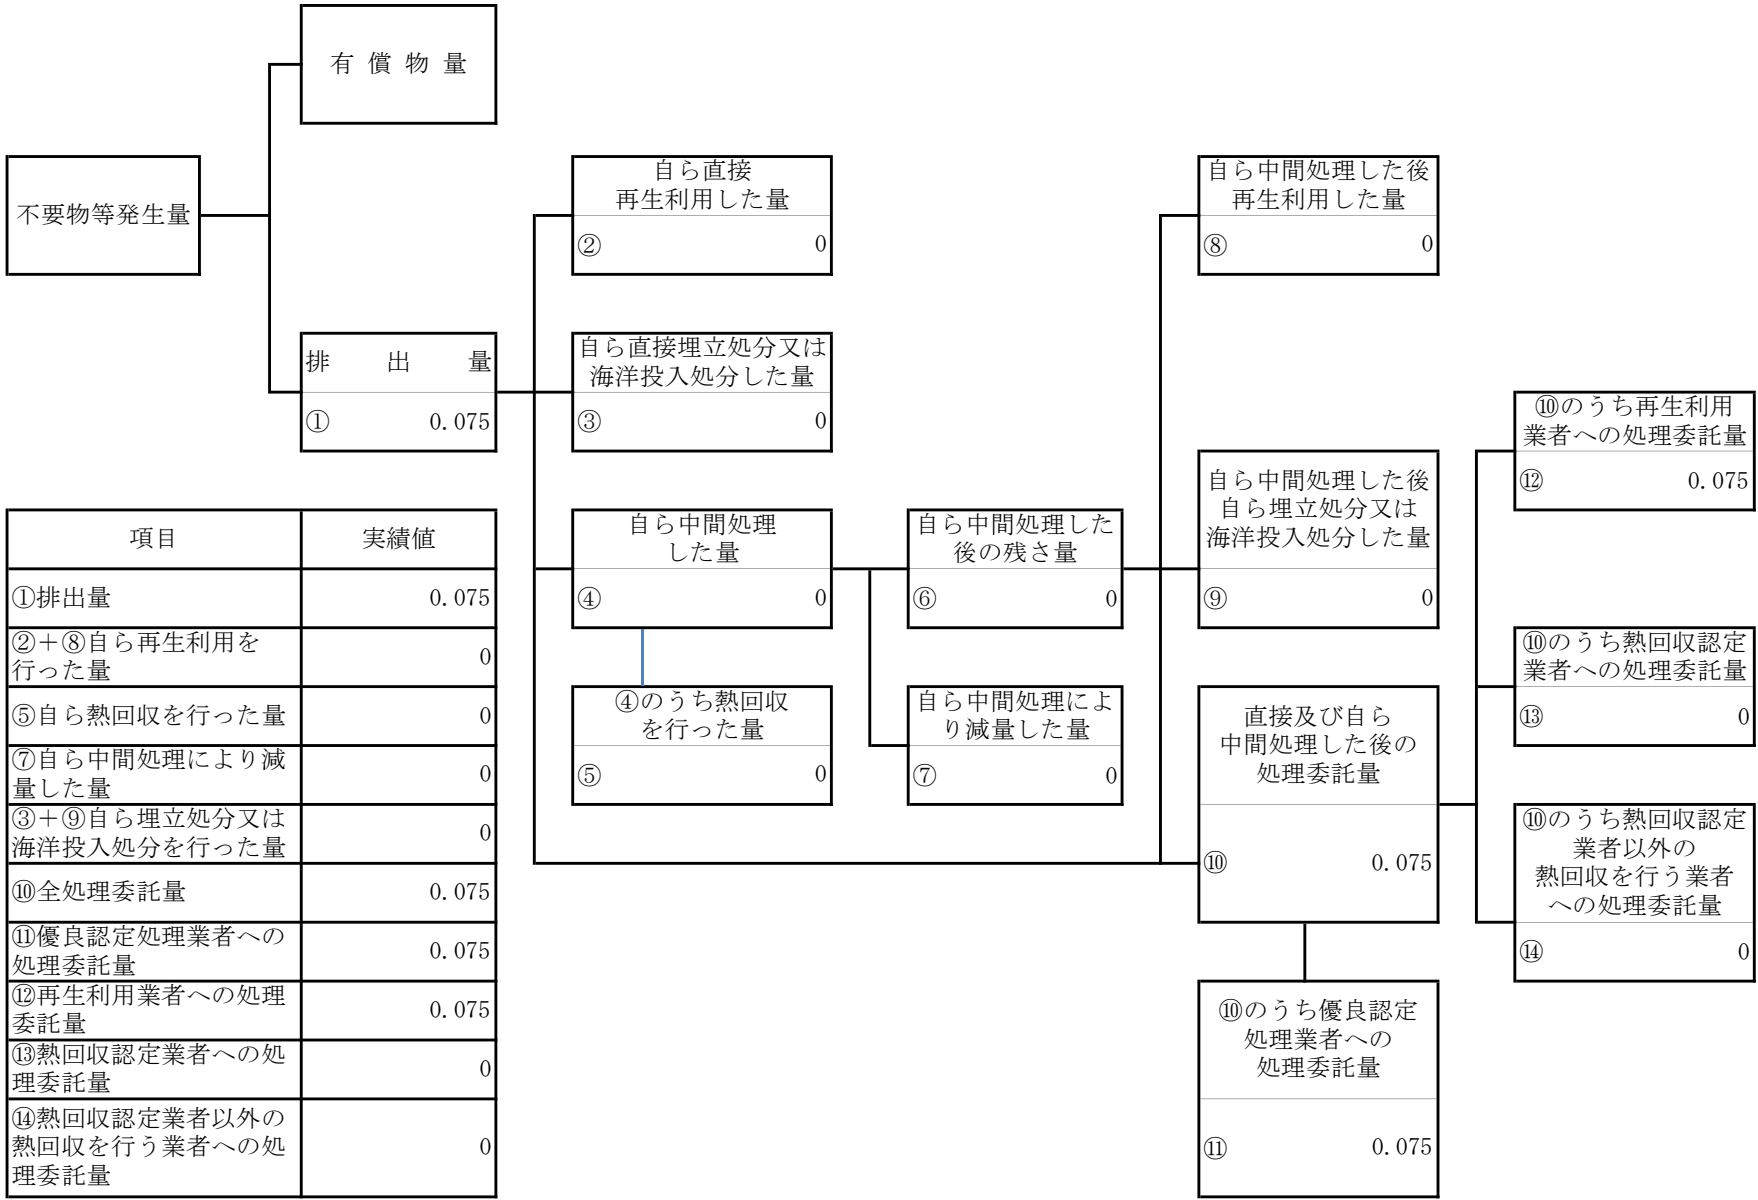 有償物量
不要物等発生量
排出量
① 0.075
自ら直接
再生利用した量
② 0
自ら直接埋立処分又は
海洋投入処分した量
③ 0
自ら中間処理
した量
④ 0
④のうち熱回収
を行った量
⑤ 0
自ら中間処理した
後の残さ量
⑥ 0
自ら中間処理によ
り減量した量
⑦ 0
自ら中間処理した後
再生利用した量
⑧ 0
自ら中間処理した後
自ら埋立処分又は
海洋投入処分した量
⑨ 0
直接及び自ら
中間処理した後の
処理委託量
⑩ 0.075
⑩のうち優良認定
処理業者への
処理委託量
⑪ 0.075
⑩のうち再生利用
業者への処理委託量
⑫ 0.075
⑩のうち熱回収認定
業者への処理委託量
⑬ 0
⑩のうち熱回収認定
業者以外の
熱回収を行う業者
への処理委託量
⑭ 0
項目 実績値
①排出量 0.075
②+⑧自ら再生利用を
行った量 0
⑤自ら熱回収を行った量 0
⑦自ら中間処理により減
量した量 0
③+⑨自ら埋立処分又は
海洋投入処分を行った量 0
⑩全処理委託量 0.075
⑪優良認定処理業者への
処理委託量 0.075
⑫再生利用業者への処理
委託量 0.075
⑬熱回収認定業者への処
理委託量 0
⑭熱回収認定業者以外の
熱回収を行う業者への処
理委託量 0